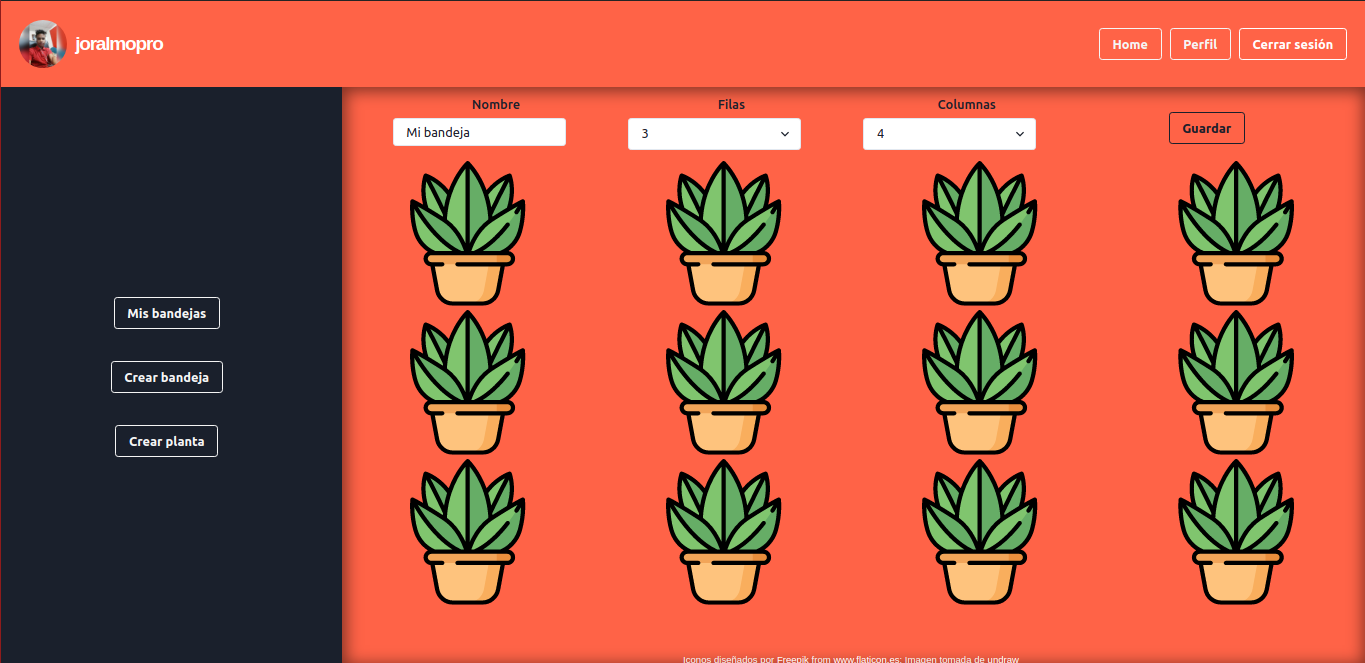 joralmopro
Home
Perfil
Cerrar sesión
Nombre
Filas
Columnas
Mi bandeja
3
4
Guardar
Mis bandejas
Crear bandeja
Crear planta
Iconos diseñados por Freepik from www.flaticon.es: Imagen tomada de undraw